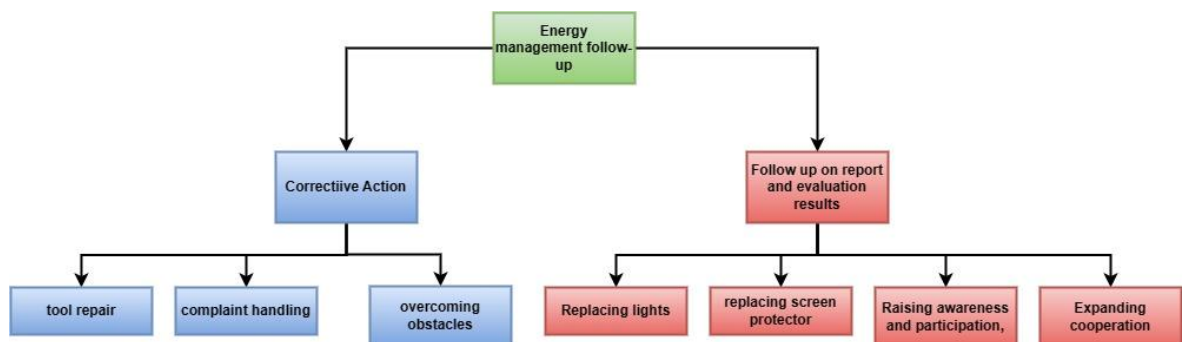 Energy
management follow-
up
Correctiive Action
Follow up on report
and evaluation
results
tool repair
complaint handling
overcoming
obstacles
Replacing lights
replacing screen
protector
Raising awareness
and participation,
Expanding
cooperation